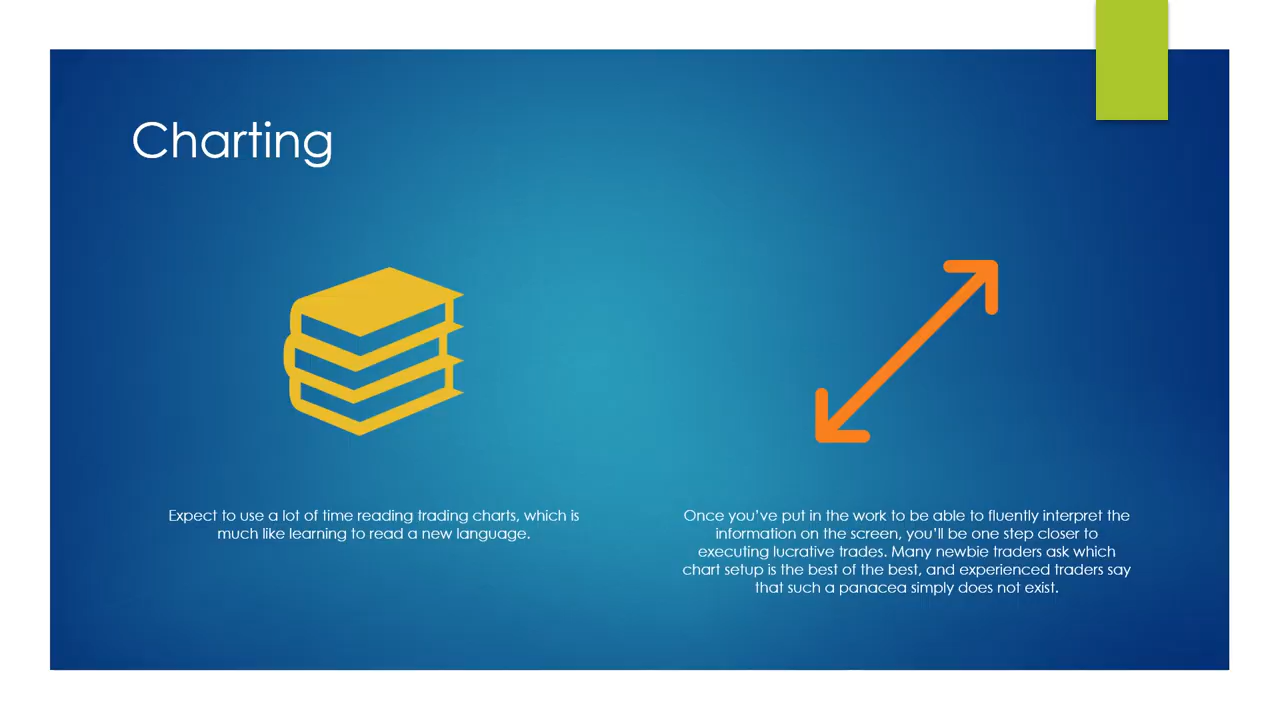 Charting
Expect to use a lot of time reading trading charts, which is
much like learning to read a new language.
Once you’ve put in the work to be able to fluently interpret the
information on the screen, you’ll be one step closer to
executing lucrative trades. Many newbie traders ask which
chart setup is the best of the best, and experienced traders say
that such a panacea simply does not exist.